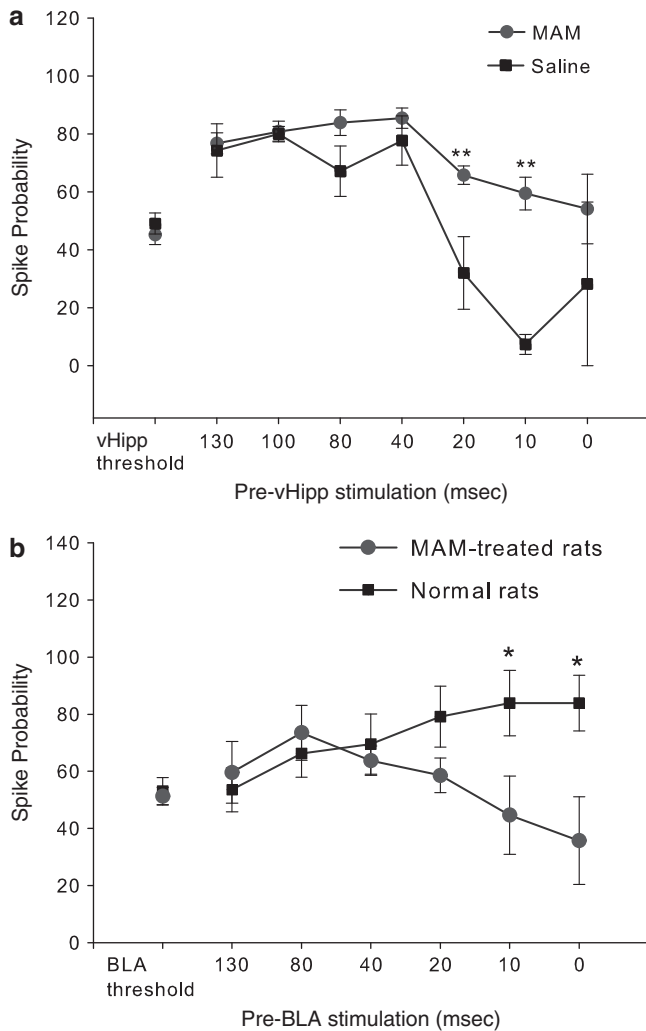 a
MAM
Saline
120
100
80
60
40
20
0
**
**
Spike Probability
vHipp
threshold
130 100 80 40 20 10 0
Pre-vHipp stimulation (msec)
b
MAM-treated rats
Normal rats
140
120
100
80
60
40
20
0
*
*
Spike Probability
BLA
threshold
130 80 40 20 10 0
Pre-BLA stimulation (msec)